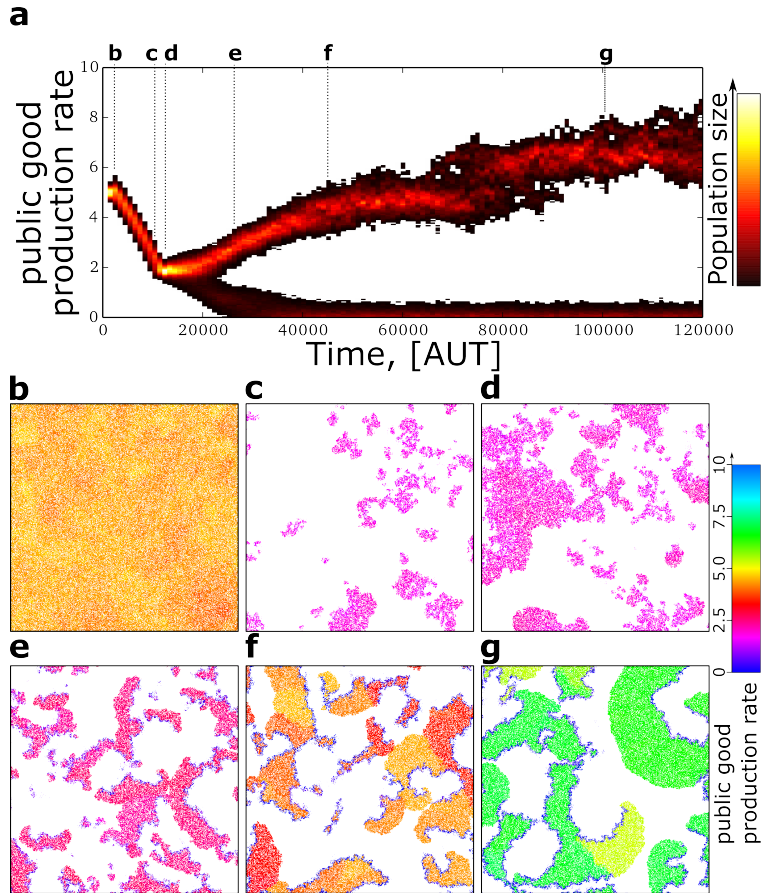 a
b c d e f g
10
8
6
4
2
0
public good
production rate
0 20000 40000 60000 80000 100000 120000
Time, [AUT]
Population size
b c d
e f g
10
7.5
5.0
2.5
0
public good
production rate